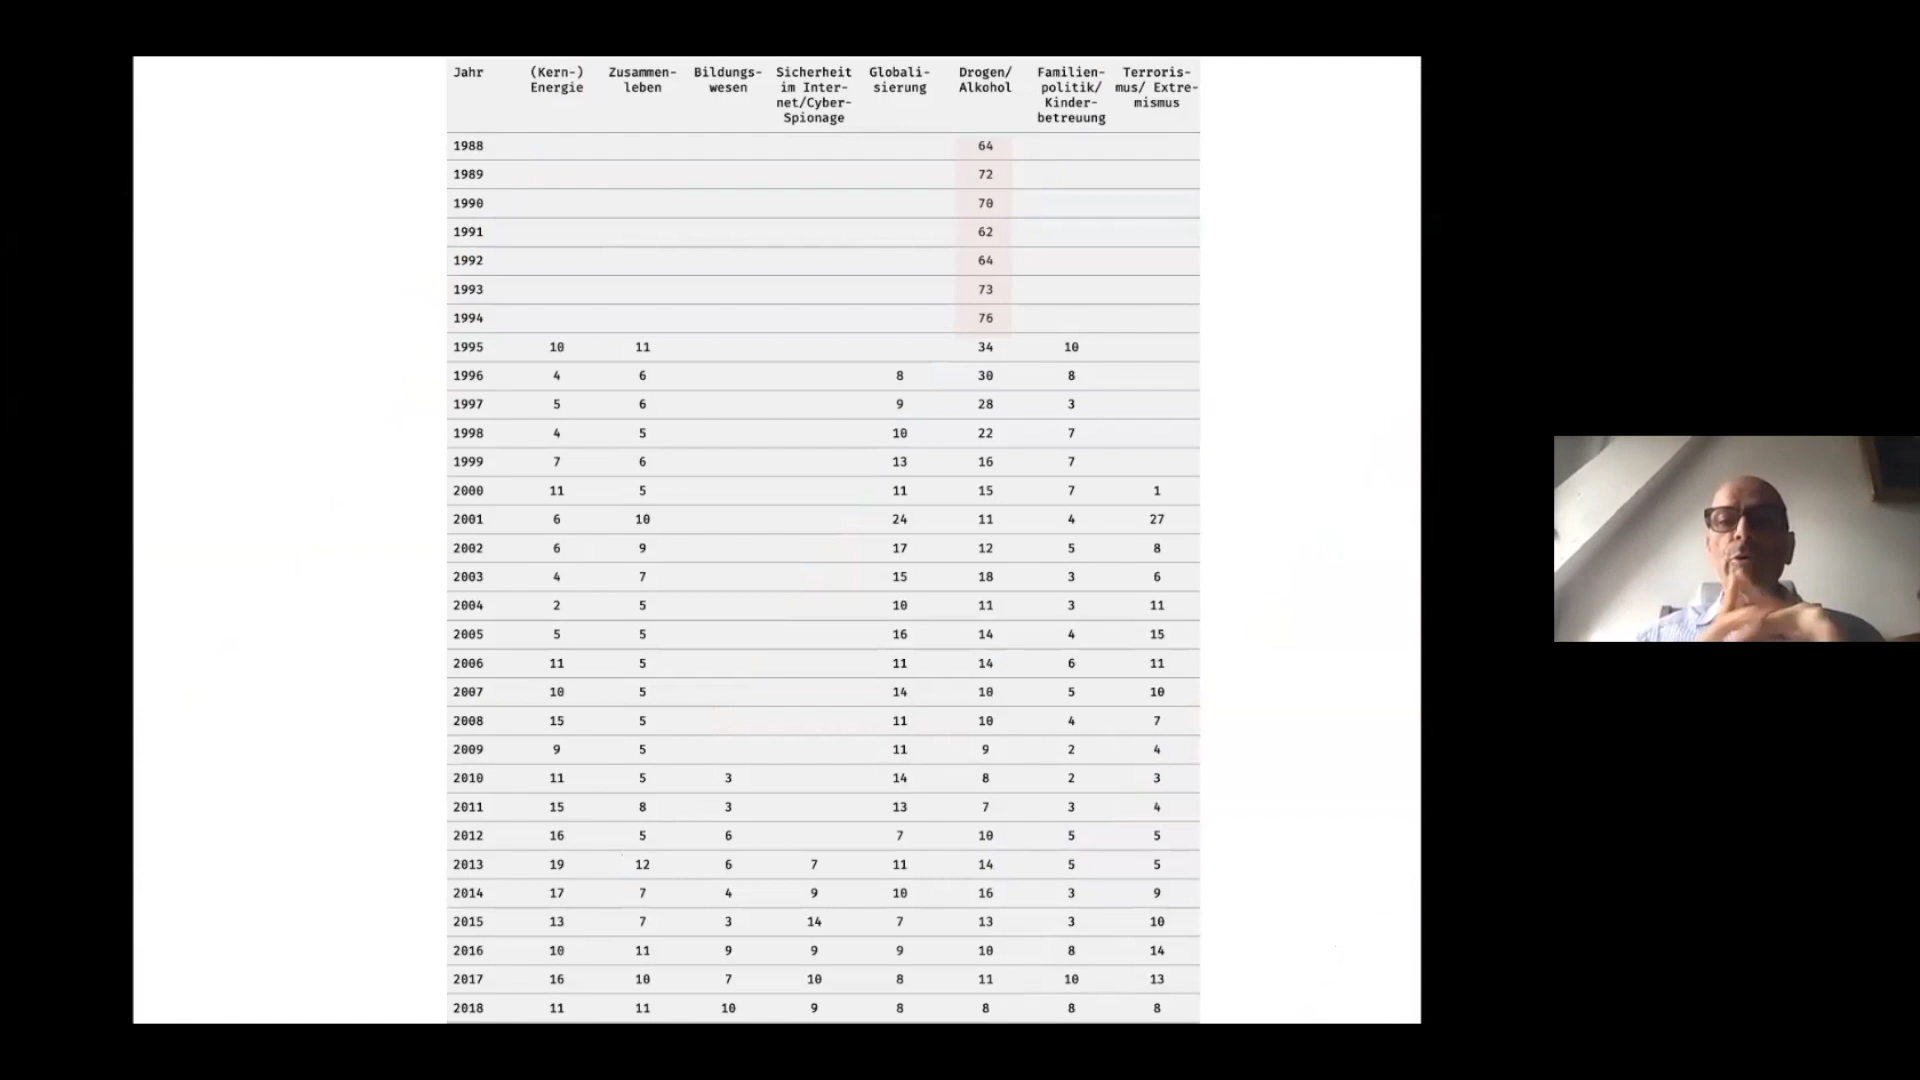 Jahr (Kern-) Zusammen- Bildungs- Sicherheit Globali- Drogen/ Familien- Terroris-
Energie leben wesen im Inter- sierung Alkohol politik/ mus/ Extre-
net/Cyber- Kinder- mismus
Spionage betreuung
1988 64
1989 72
1990 70
1991 62
1992 64
1993 73
1994 76
1995 10 11 34 10
1996 4 6 8 30 8
1997 5 6 9 28 3
1998 4 5 10 22 7
1999 7 6 13 16 7
2000 11 5 11 15 7 1
2001 6 10 24 11 4 27
2002 6 9 17 12 5 8
2003 4 7 15 18 3 6
2004 2 5 10 11 3 11
2005 5 5 16 14 4 15
2006 11 5 11 14 6 11
2007 10 5 14 10 5 10
2008 15 5 11 10 4 7
2009 9 5 11 9 2 4
2010 11 5 3 14 8 2 3
2011 15 8 3 13 7 3 4
2012 16 5 6 7 10 5 5
2013 19 12 6 7 11 14 5 5
2014 17 7 4 9 10 16 3 9
2015 13 7 3 14 7 13 3 10
2016 10 11 9 9 9 10 8 14
2017 16 10 7 10 8 11 10 13
2018 11 11 10 9 8 8 8 8